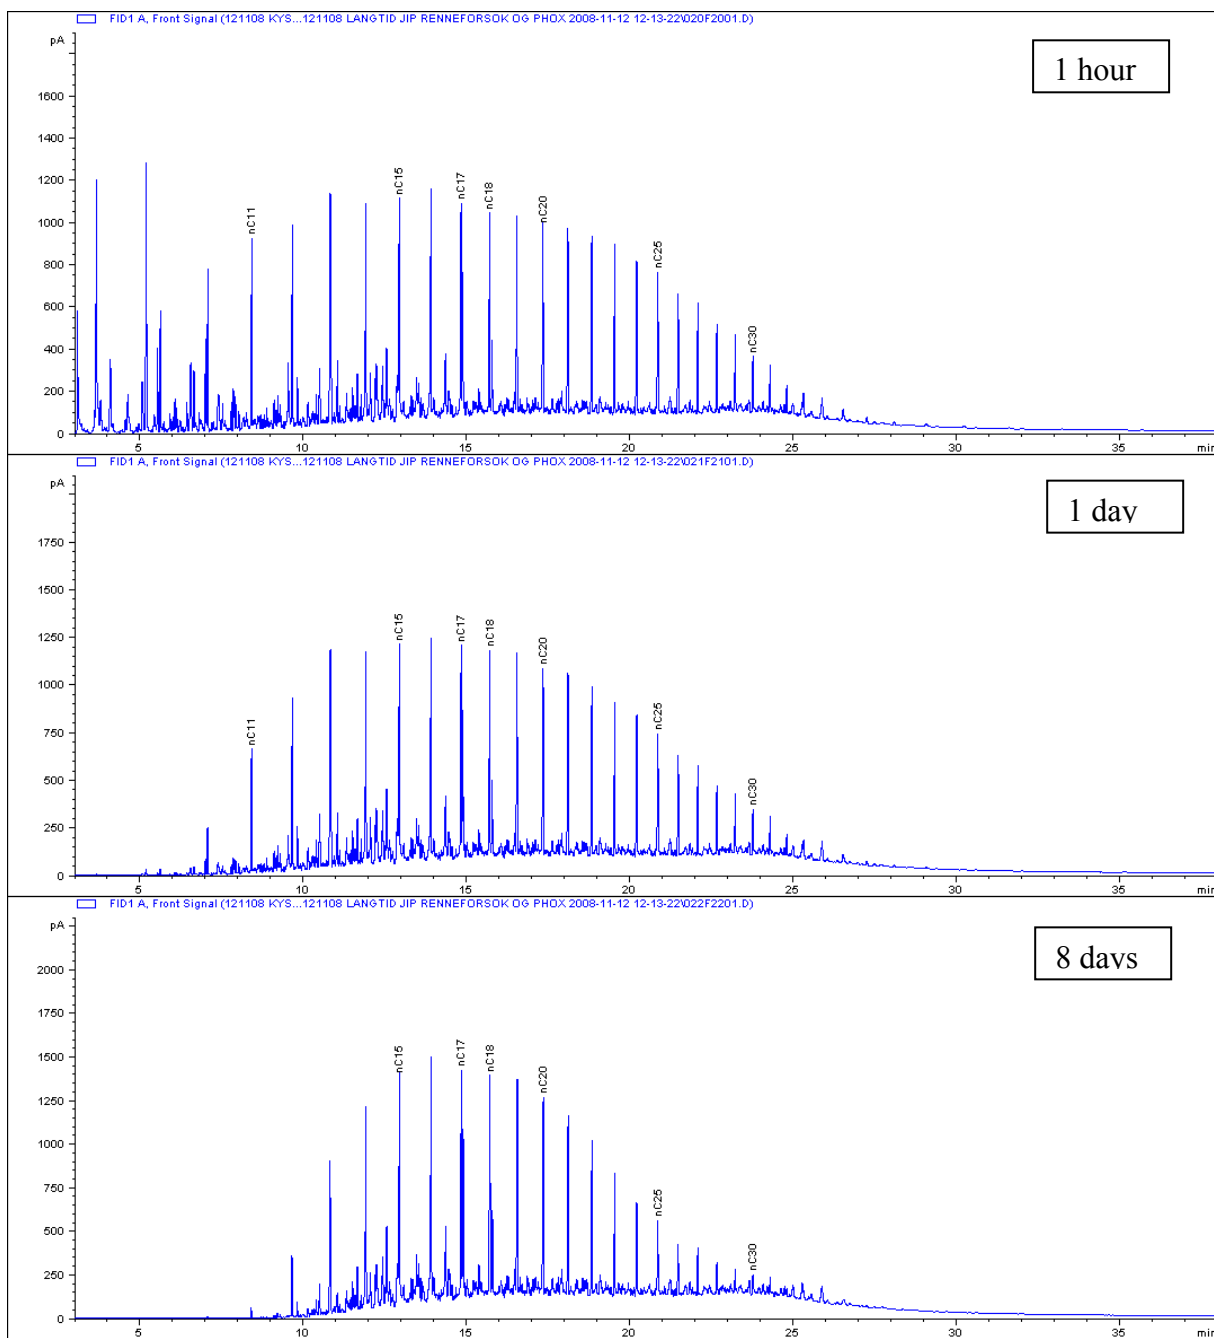 FID1 A, Front Signal (121108 KYS...121108 LANGTID JIP RENNEFORSOK OG PHOX 2008-11-12 12-13-22\020F2001.D)
pA
1 hour
1600
1400
1200
1000
800
600
400
200
0
nC11
nC15
nC17
nC18
nC20
nC25
nC30
5 10 15 20 25 30 35 min
FID1 A, Front Signal (121108 KYS...121108 LANGTID JIP RENNEFORSOK OG PHOX 2008-11-12 12-13-22\021F2101.D)
pA
1 day
1750
1500
1250
1000
750
500
250
0
nC11
nC15
nC17
nC18
nC20
nC25
nC30
5 10 15 20 25 30 35 min
FID1 A, Front Signal (121108 KYS...121108 LANGTID JIP RENNEFORSOK OG PHOX 2008-11-12 12-13-22\022F2201.D)
pA
8 days
2000
1750
1500
1250
1000
750
500
250
0
nC15
nC17
nC18
nC20
nC25
nC30
5 10 15 20 25 30 35 min